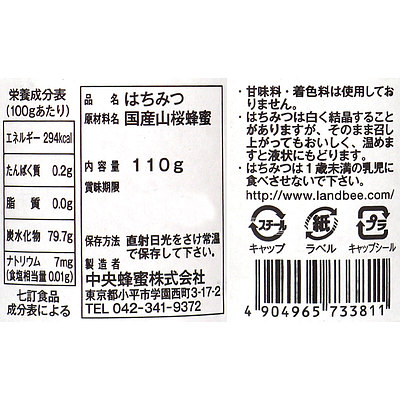 栄養成分表
(100gあたり)
エネルギー 294kcal
たんぱく質 0.2g
脂質 0.0g
炭水化物 79.7g
ナトリウム 7mg
(食塩相当量 0.01g)
七訂食品
成分表による
品名 はちみつ
原材料名 国産山桜蜂蜜
内容量 110g
賞味期限
保存方法 直射日光をさけ常温
で保存して下さい。
製造者
中央蜂蜜株式会社
東京都小平市学園西町3-17-2
TEL 042-341-9372
・甘味料・着色料は使用してお
りません。
・はちみつは白く結晶すること
がありますが、そのまま召し
上がってもおいしく、温めま
すと液状にもどります。
・はちみつは1歳未満の乳児に
食べさせないで下さい。
http://www.landbee.com/
スチール 紙 プラ
キャップ ラベル キャップシール
4 904965 733811